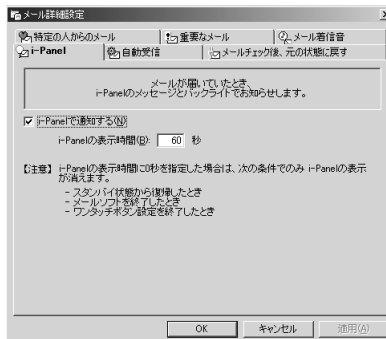 メール詳細設定
特定の人からのメール
重要なメール
メール着信音
i-Panel
自動受信
メールチェック後、元の状態に戻す
メールが届いていたとき、
i-Panelのメッセージとバックライトでお知らせします。
i-Panelで通知する(N)
i-Panelの表示時間(B): 60 秒
【注意】 i-Panelの表示時間に0秒を指定した場合は、次の条件でのみ i-Panelの表示
が消えます。
- スタンバイ状態から復帰したとき
- メールソフトを終了したとき
- ワンタッチボタン設定を終了したとき
OK キャンセル 適用(A)